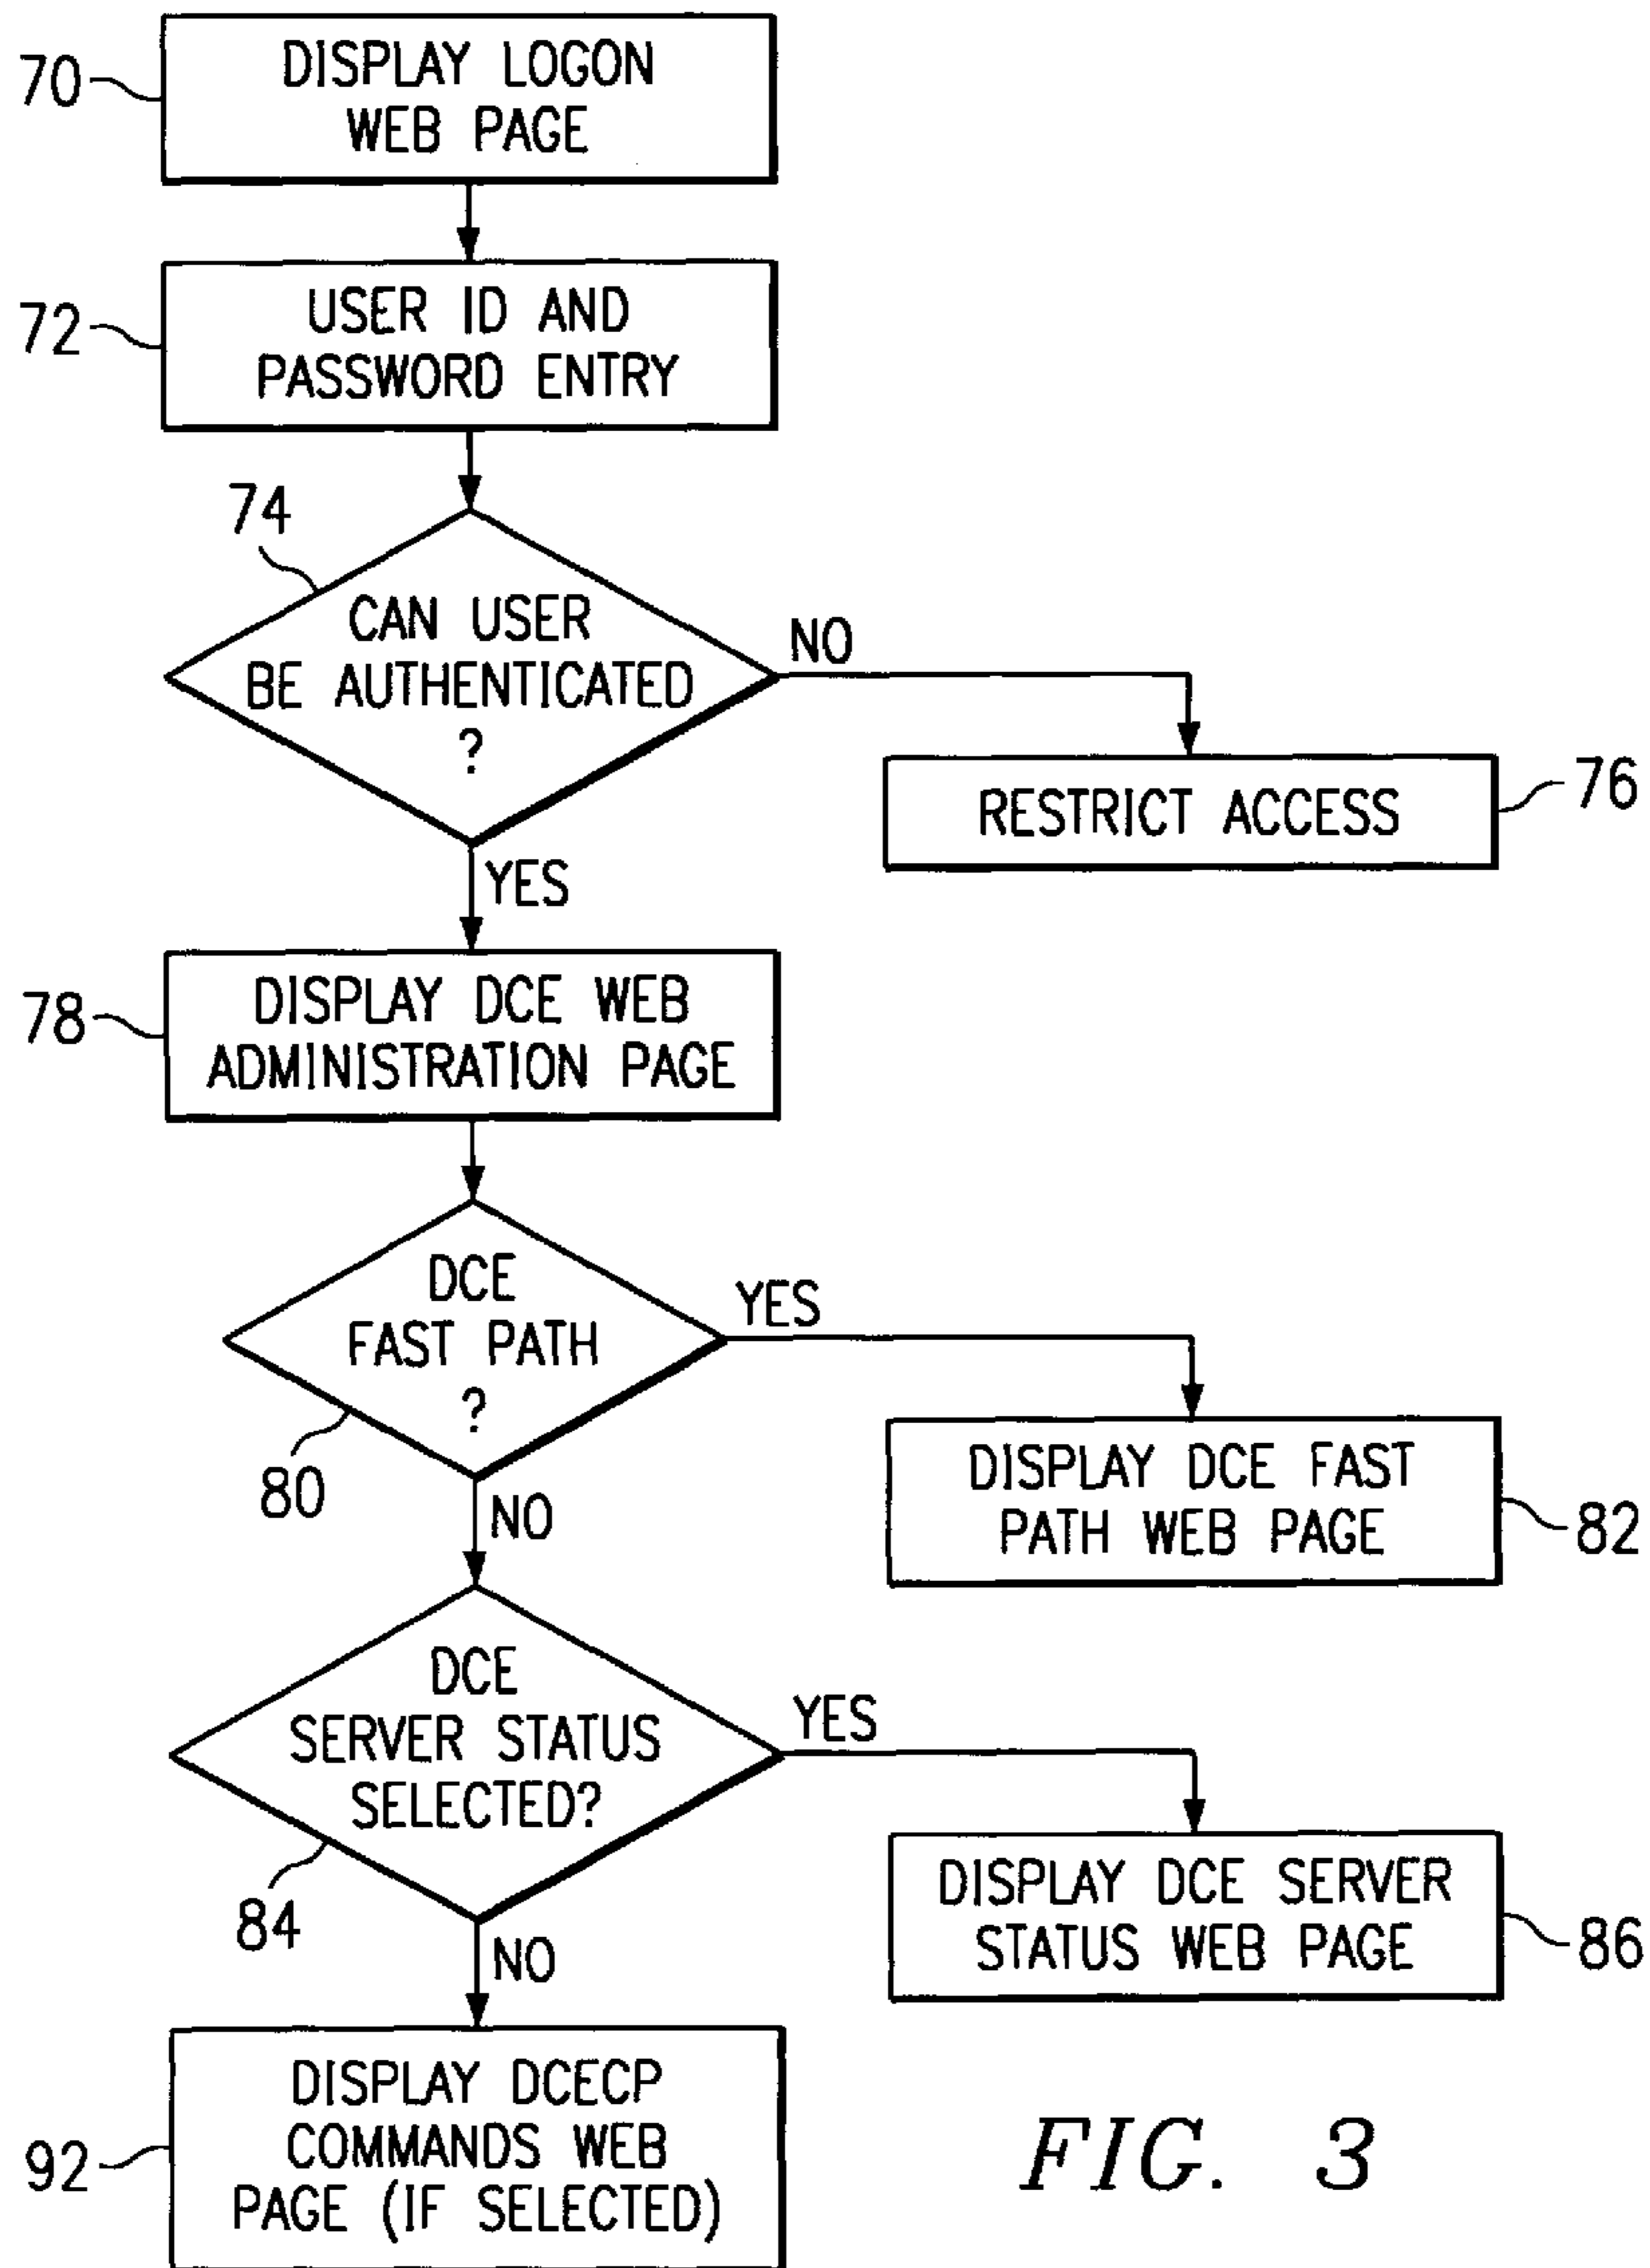 70
DISPLAY LOGON
WEB PAGE
72
USER ID AND
PASSWORD ENTRY
74
CAN USER
BE AUTHENTICATED
?
NO
76
RESTRICT ACCESS
YES
78
DISPLAY DCE WEB
ADMINISTRATION PAGE
DCE
FAST PATH
?
YES
80
NO
DISPLAY DCE FAST
PATH WEB PAGE
82
DCE
SERVER STATUS
SELECTED?
YES
84
NO
DISPLAY DCE SERVER
STATUS WEB PAGE
86
92
DISPLAY DCECP
COMMANDS WEB
PAGE (IF SELECTED)
FIG. 3